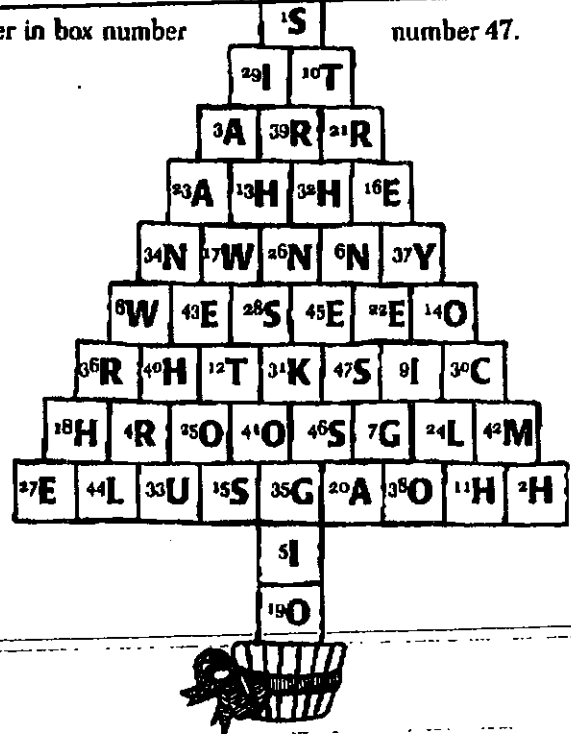 er in box number number 47.
1S
29I 10T
3A 39R 21R
23A 13H 32H 16E
34N 17W 26N 6N 37Y
8W 43E 28S 45E 22E 14O
36R 40H 12T 31K 47S 9I 30C
18H 4R 25O 41O 46S 7G 24L 42M
27E 44L 33U 15S 35G 20A 38O 11H 2H
5I
19O